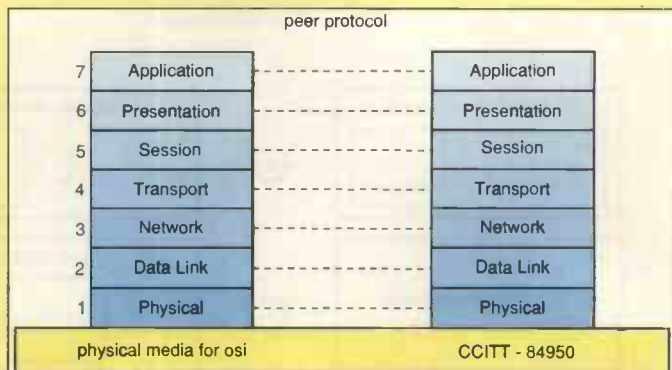 peer protocol
7 Application Application
6 Presentation Presentation
5 Session Session
4 Transport Transport
3 Network Network
2 Data Link Data Link
1 Physical Physical
physical media for osi CCITT - 84950